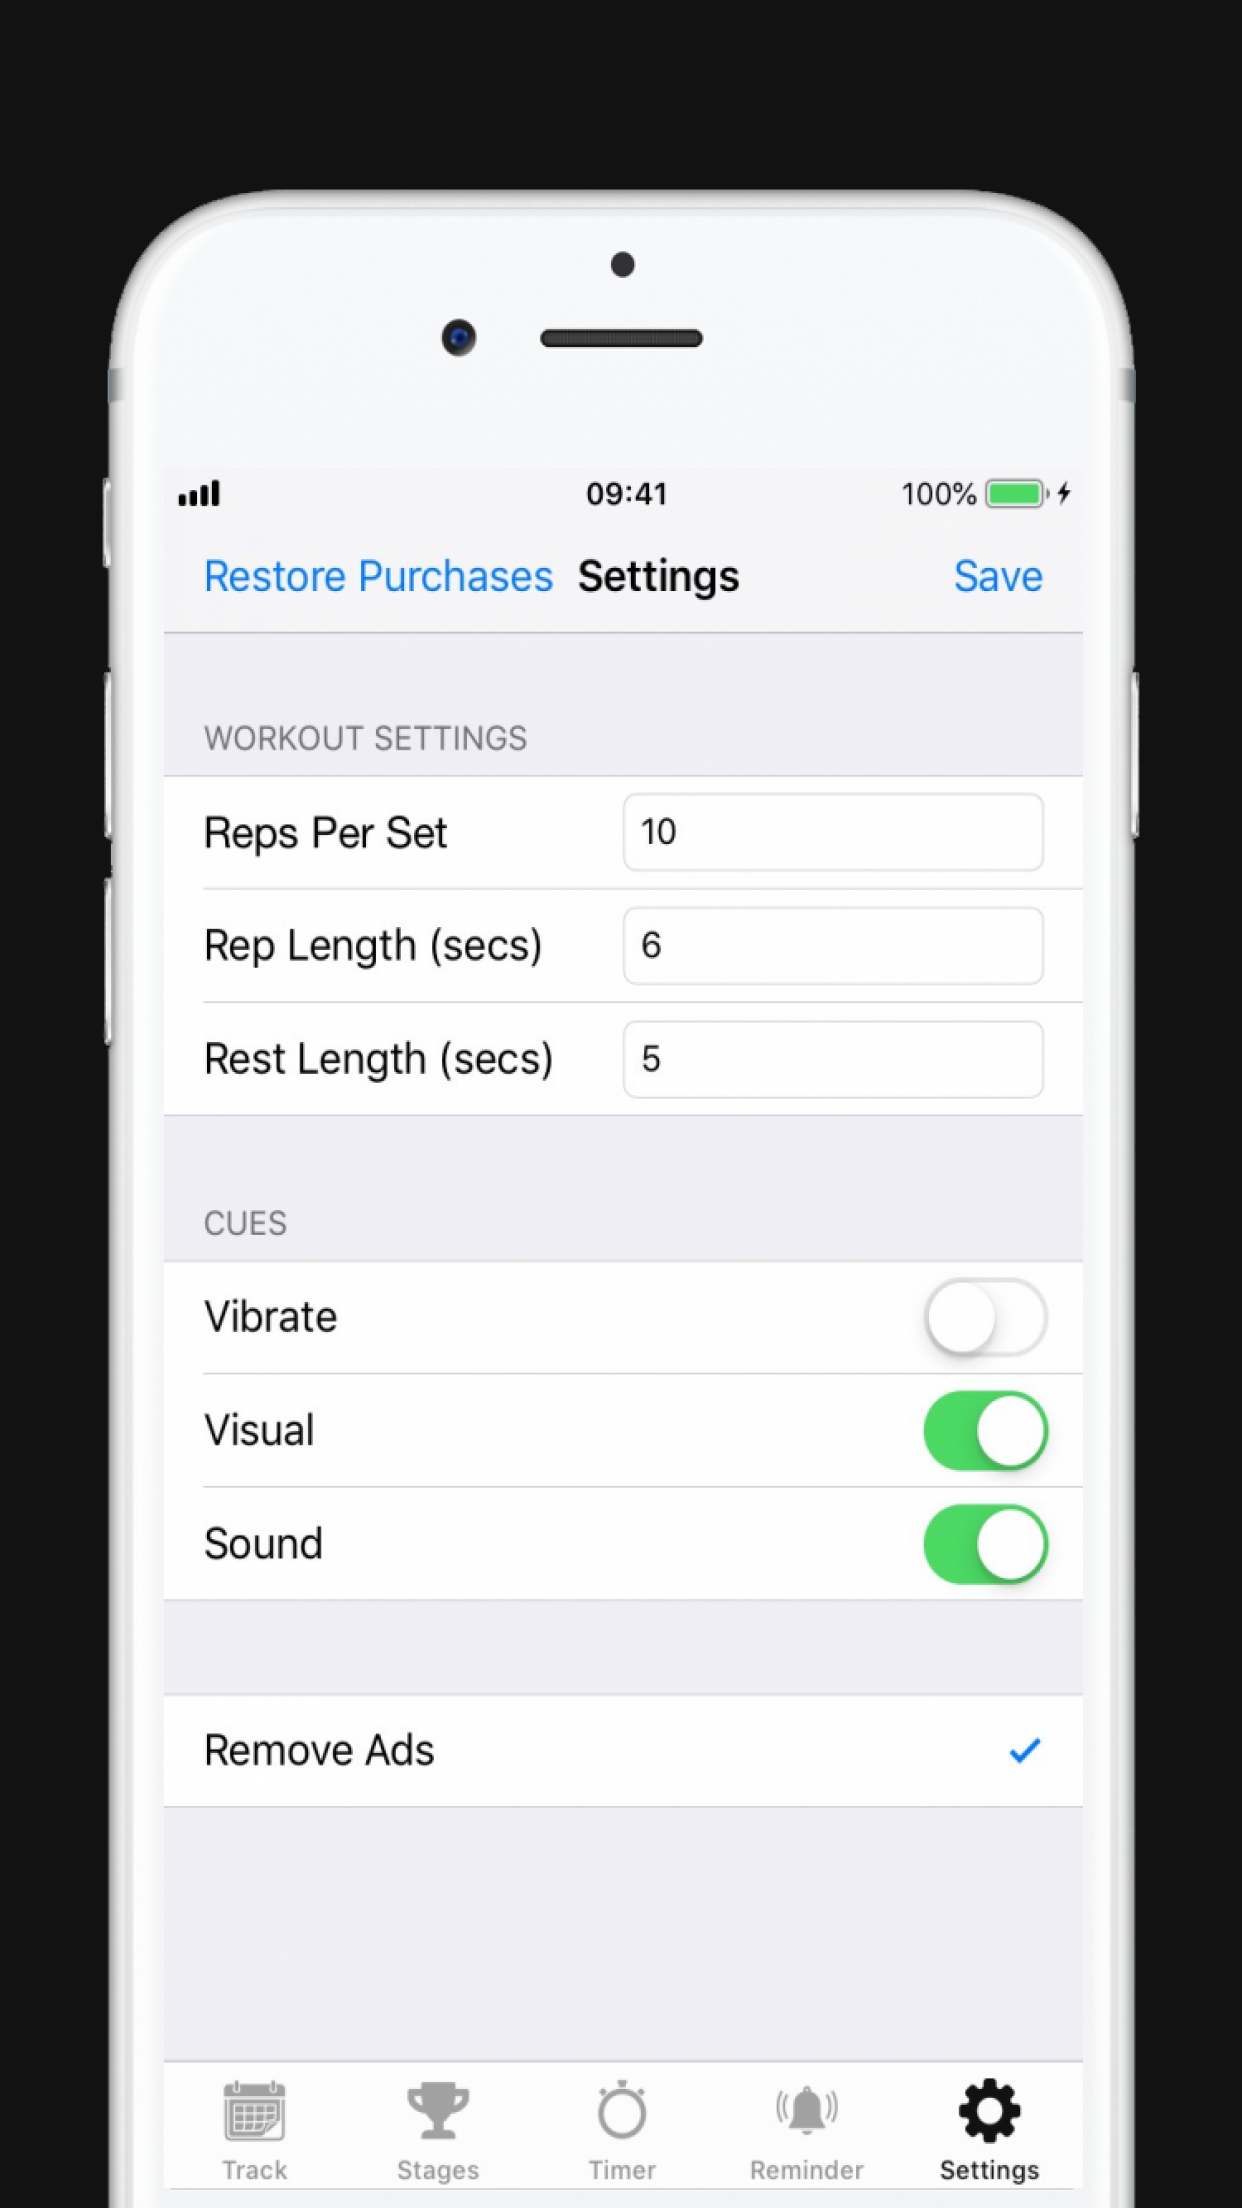 09:41
100%
Restore Purchases Settings Save
WORKOUT SETTINGS
Reps Per Set 10
Rep Length (secs) 6
Rest Length (secs) 5
CUES
Vibrate
Visual
Sound
Remove Ads
Track Stages Timer Reminder Settings